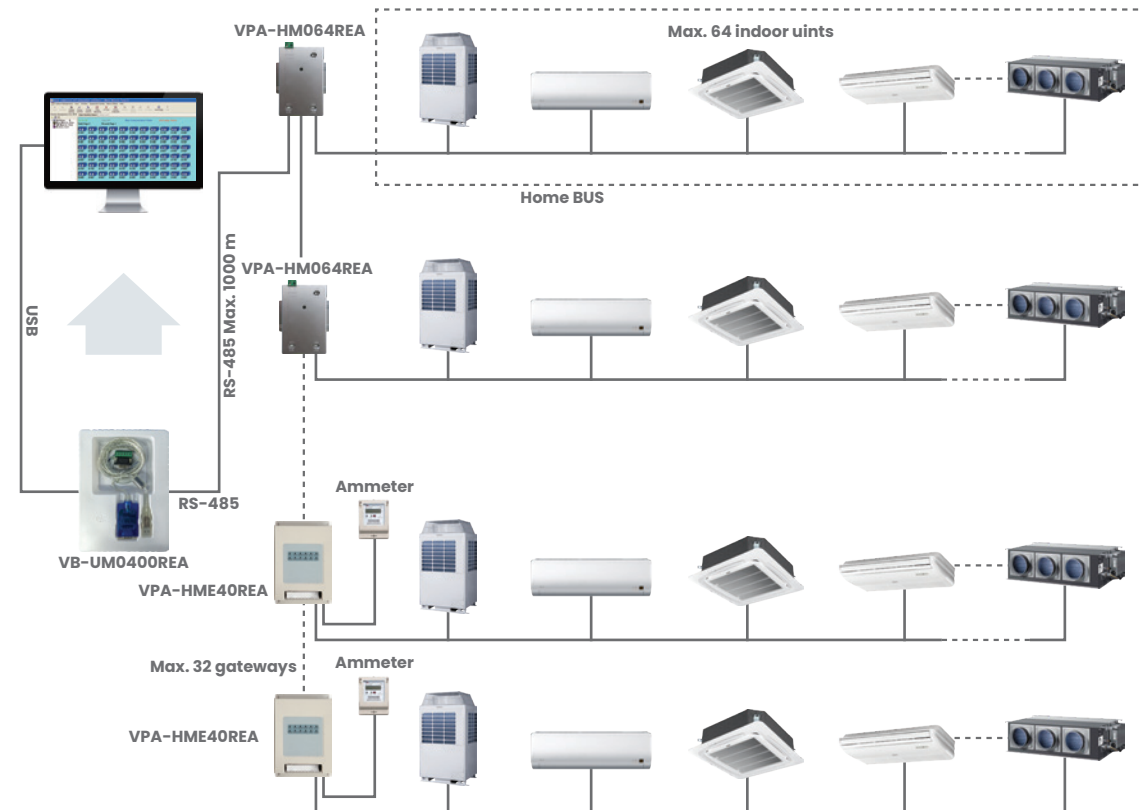 VPA-HM064REA
Max. 64 indoor uints
Home BUS
VPA-HM064REA
RS-485 Max. 1000 m
USB
RS-485
VB-UM0400REA
Ammeter
VPA-HME40REA
Max. 32 gateways
Ammeter
VPA-HME40REA